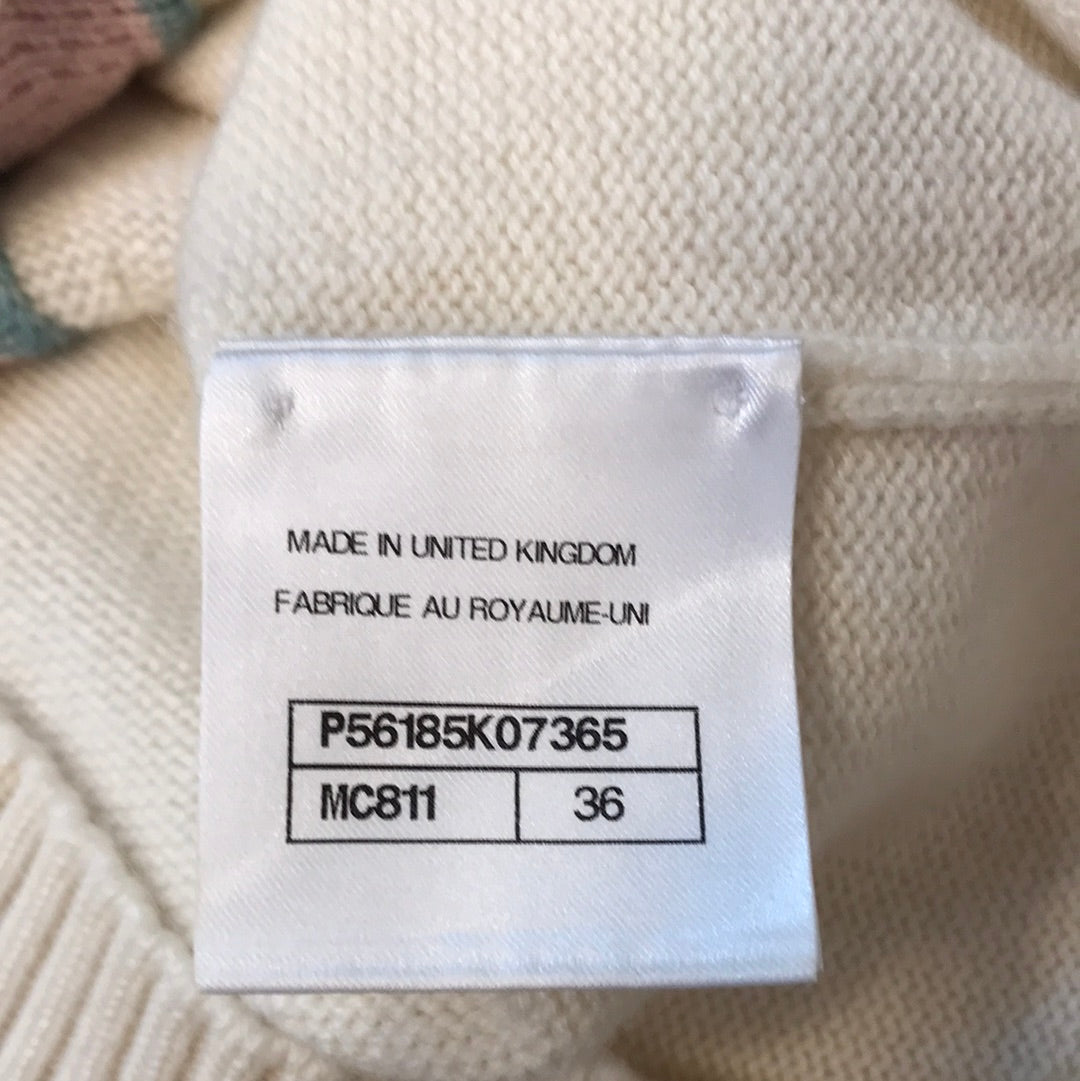 MADE IN UNITED KINGDOM
FABRIQUE AU ROYAUME-UNI
P56185K07365
MC811 36